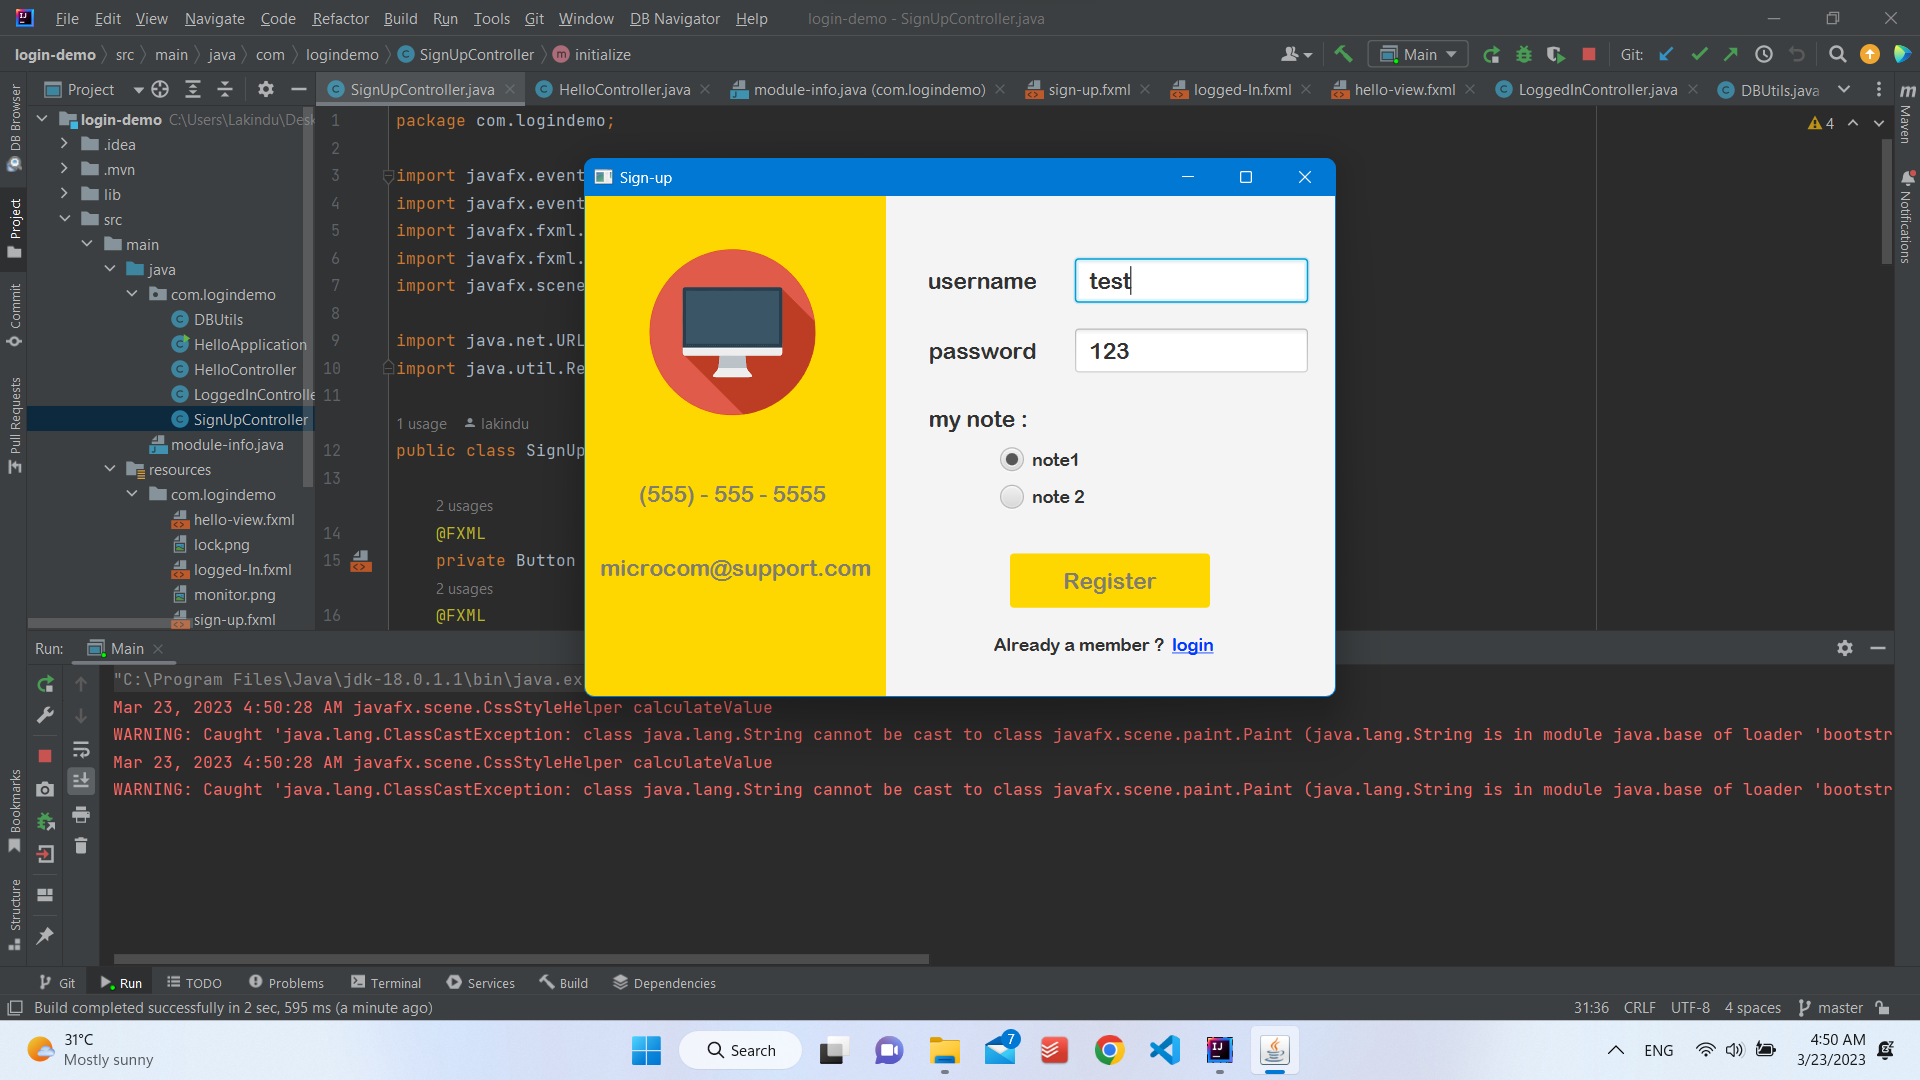 File Edit View Navigate Code Refactor Build Run Tools Git Window DB Navigator Help login-demo - SignUpController.java
login-demo src main java com logindemo SignUpController initialize Main Git:
Project SignUpController.java HelloController.java module-info.java (com.logindemo) sign-up.fxml logged-In.fxml hello-view.fxml LoggedInController.java DBUtils.java
DB Browser
Project
Commit
Pull Requests
Bookmarks
Structure
Maven
Notifications
login-demo C:\Users\Lakindu\Desk
.idea
.mvn
lib
src
main
java
com.logindemo
DBUtils
HelloApplication
HelloController
LoggedInControlle
SignUpController
module-info.java
resources
com.logindemo
hello-view.fxml
lock.png
logged-In.fxml
monitor.png
sign-up.fxml
4
1 package com.logindemo;
2
3 import javafx.event
4 import javafx.event
5 import javafx.fxml.
6 import javafx.fxml.
7 import javafx.scene
8
9 import java.net.URL
10 import java.util.Re
11
1 usage lakindu
12 public class SignUp
13
2 usages
14 @FXML
15 private Button
2 usages
16 @FXML
Sign-up
(555) - 555 - 5555
microcom@support.com
username test
password 123
my note :
note1
note 2
Register
Already a member ? login
Run: Main
"C:\Program Files\Java\jdk-18.0.1.1\bin\java.ex
Mar 23, 2023 4:50:28 AM javafx.scene.CssStyleHelper calculateValue
WARNING: Caught 'java.lang.ClassCastException: class java.lang.String cannot be cast to class javafx.scene.paint.Paint (java.lang.String is in module java.base of loader 'bootstr
Mar 23, 2023 4:50:28 AM javafx.scene.CssStyleHelper calculateValue
WARNING: Caught 'java.lang.ClassCastException: class java.lang.String cannot be cast to class javafx.scene.paint.Paint (java.lang.String is in module java.base of loader 'bootstr
Git Run TODO Problems Terminal Services Build Dependencies
Build completed successfully in 2 sec, 595 ms (a minute ago) 31:36 CRLF UTF-8 4 spaces master
31°C
Mostly sunny
Search
7
ENG
4:50 AM
3/23/2023